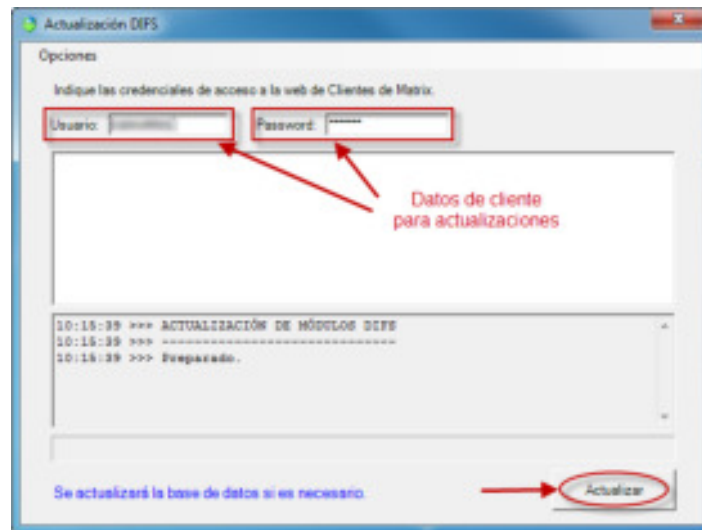 Actualización DIFS
Opciones
Indique las credenciales de acceso a la web de Clientes de Matrix.
Usuario: Password: ******
Datos de cliente
para actualizaciones
10:15:39 >>> ACTUALIZACIÓN DE MÓDULOS DIFS
10:15:39 >>> ------------------------------
10:15:39 >>> Preparado.
Se actualizará la base de datos si es necesario.
Actualizar